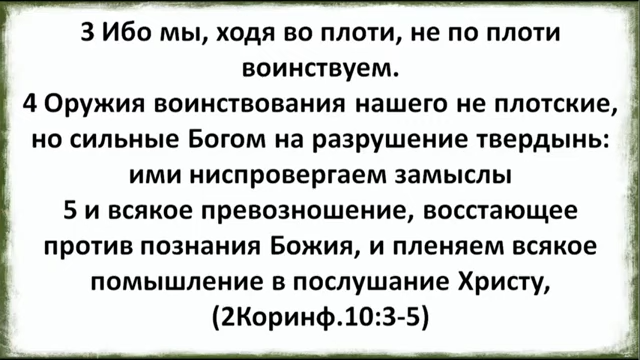 3 Ибо мы, ходя во плоти, не по плоти
воинствуем.
4 Оружия воинствования нашего не плотские,
но сильные Богом на разрушение твердынь:
ими ниспровергаем замыслы
5 и всякое превозношение, восстающее
против познания Божия, и пленяем всякое
помышление в послушание Христу,
(2Коринф.10:3-5)